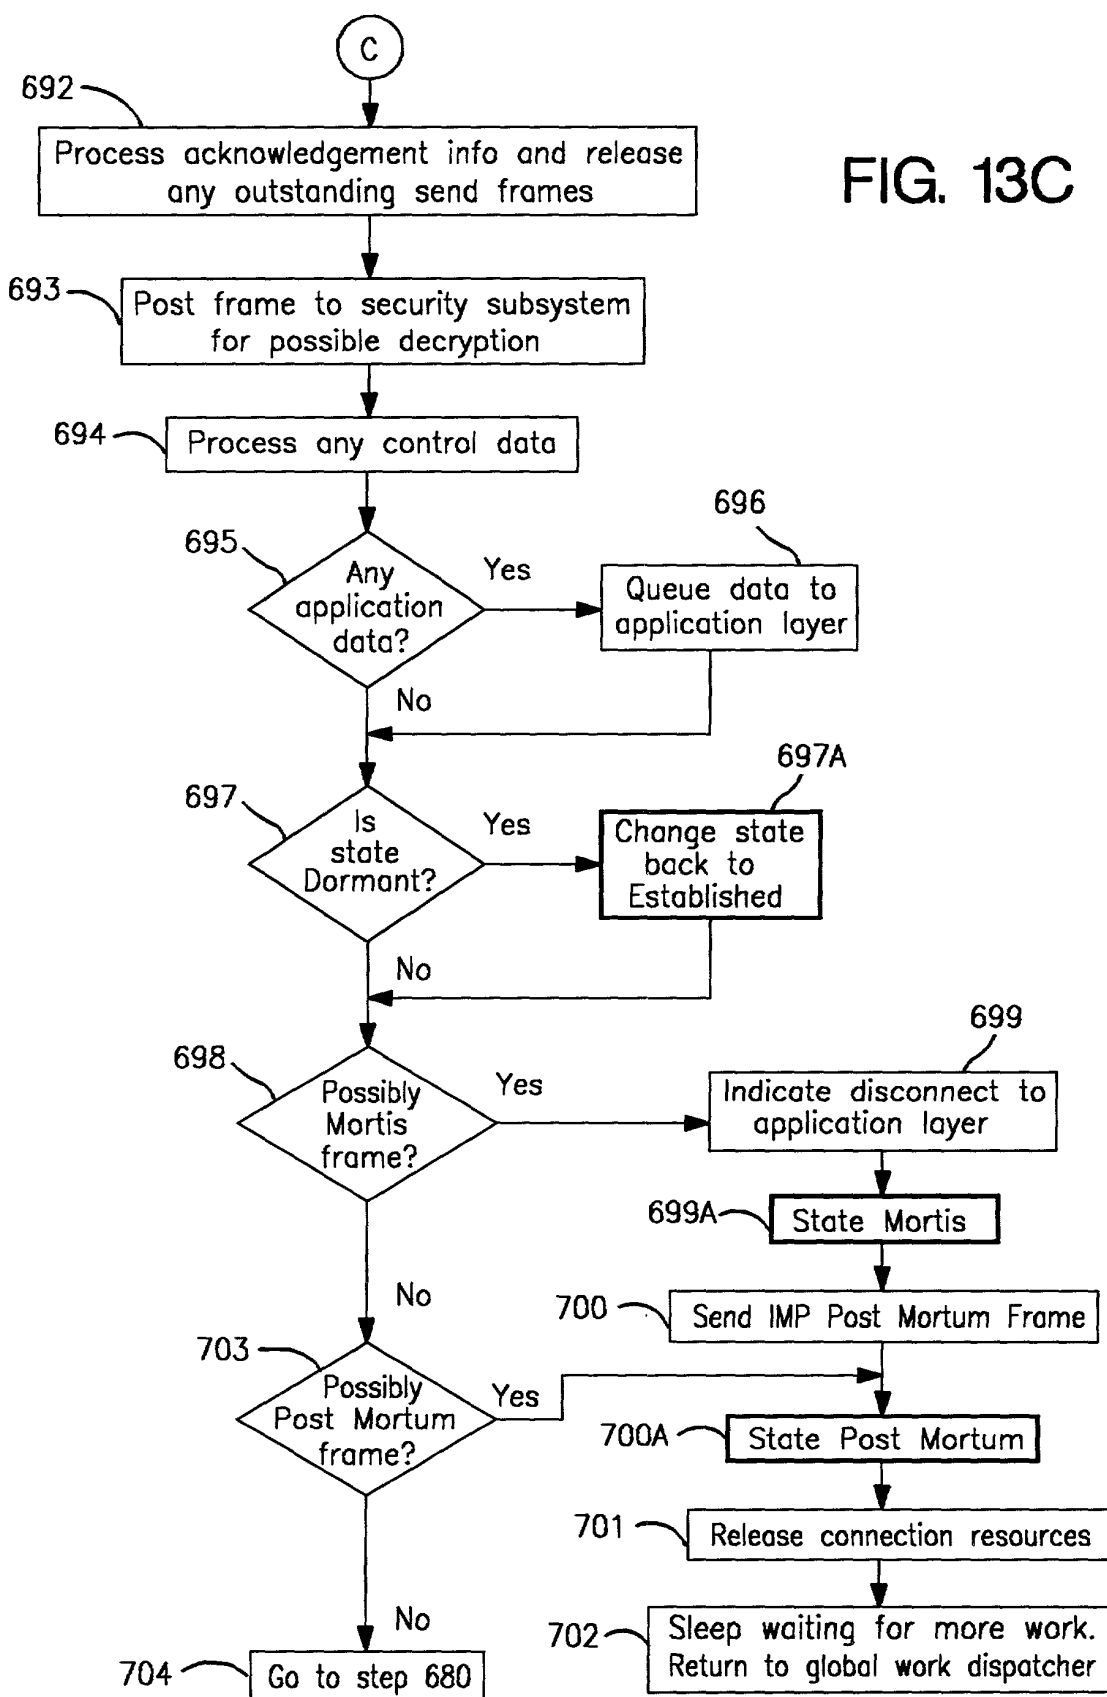 C
692
Process acknowledgement info and release
any outstanding send frames
FIG. 13C
693
Post frame to security subsystem
for possible decryption
694
Process any control data
695
Any
application
data?
Yes
696
Queue data to
application layer
No
697
Is
state
Dormant?
Yes
697A
Change state
back to
Established
No
698
Possibly
Mortis
frame?
Yes
699
Indicate disconnect to
application layer
699A
State Mortis
No
700
Send IMP Post Mortum Frame
703
Possibly
Post Mortum
frame?
Yes
700A
State Post Mortum
701
Release connection resources
No
702
Sleep waiting for more work.
Return to global work dispatcher
704
Go to step 680